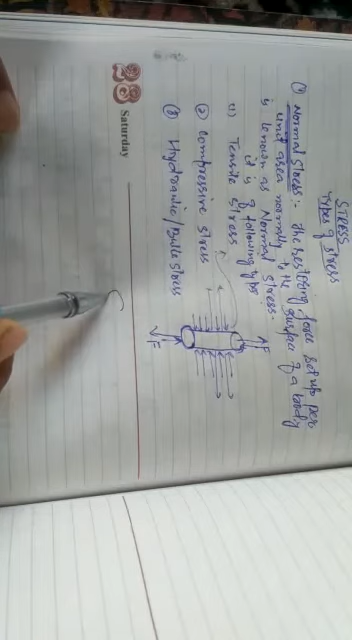 STRESS
Types of stress
① Normal Stress:- The restoring force set up per
unit area normally to the surface of a body
is known as Normal Stress.
it is of following type
(1) Tensile Stress
② Compressive Stress
③ Hydraulic/Bulk Stress
F
F
28 Saturday